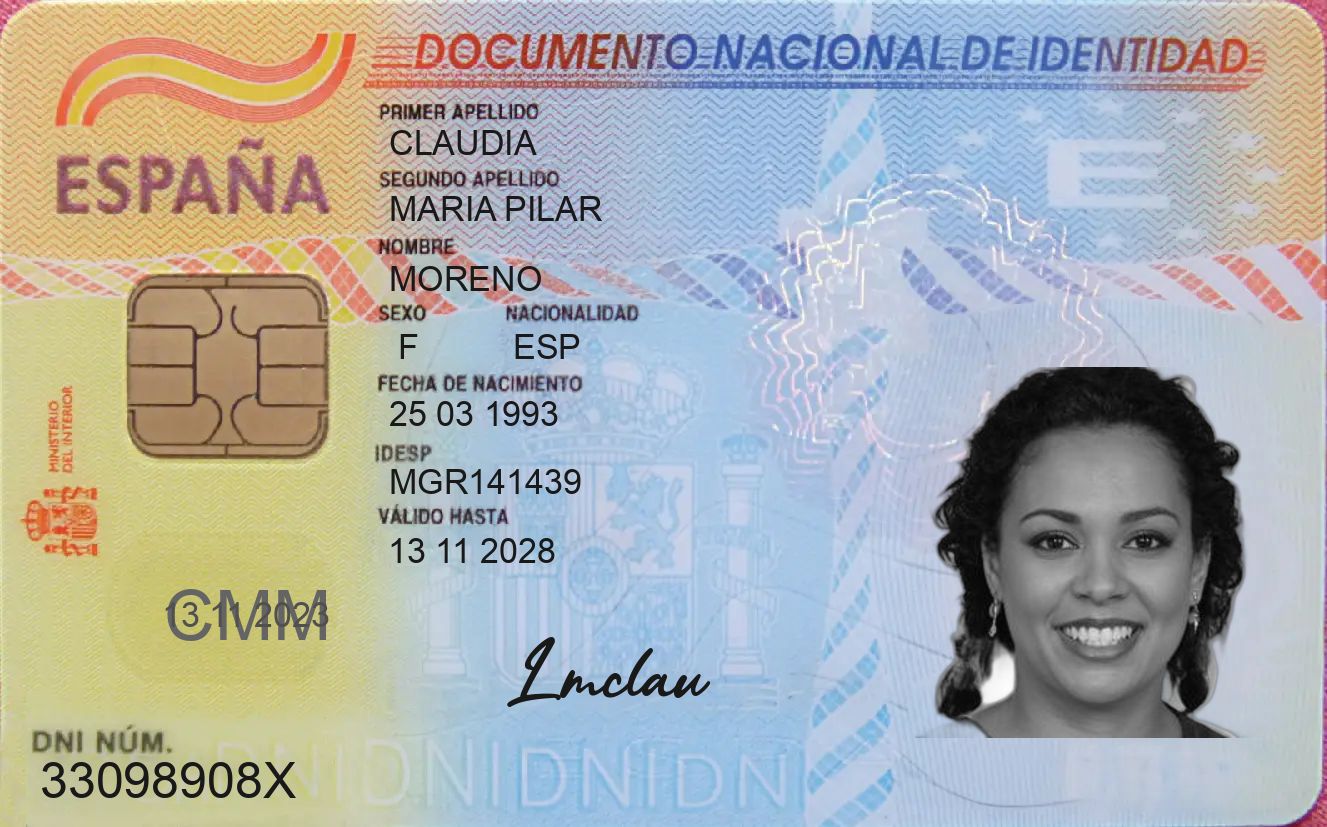 DOCUMENTO NACIONAL DE IDENTIDAD
ESPAÑA
PRIMER APELLIDO
CLAUDIA
SEGUNDO APELLIDO
MARIA PILAR
NOMBRE
MORENO
SEXO NACIONALIDAD
F ESP
FECHA DE NACIMIENTO
25 03 1993
IDESP
MGR141439
VÁLIDO HASTA
13 11 2028
MINISTERIO
DEL INTERIOR
E
13 11 2023
CMM
Lmclau
DNI NÚM.
33098908X
DNIDNIDNIDNI